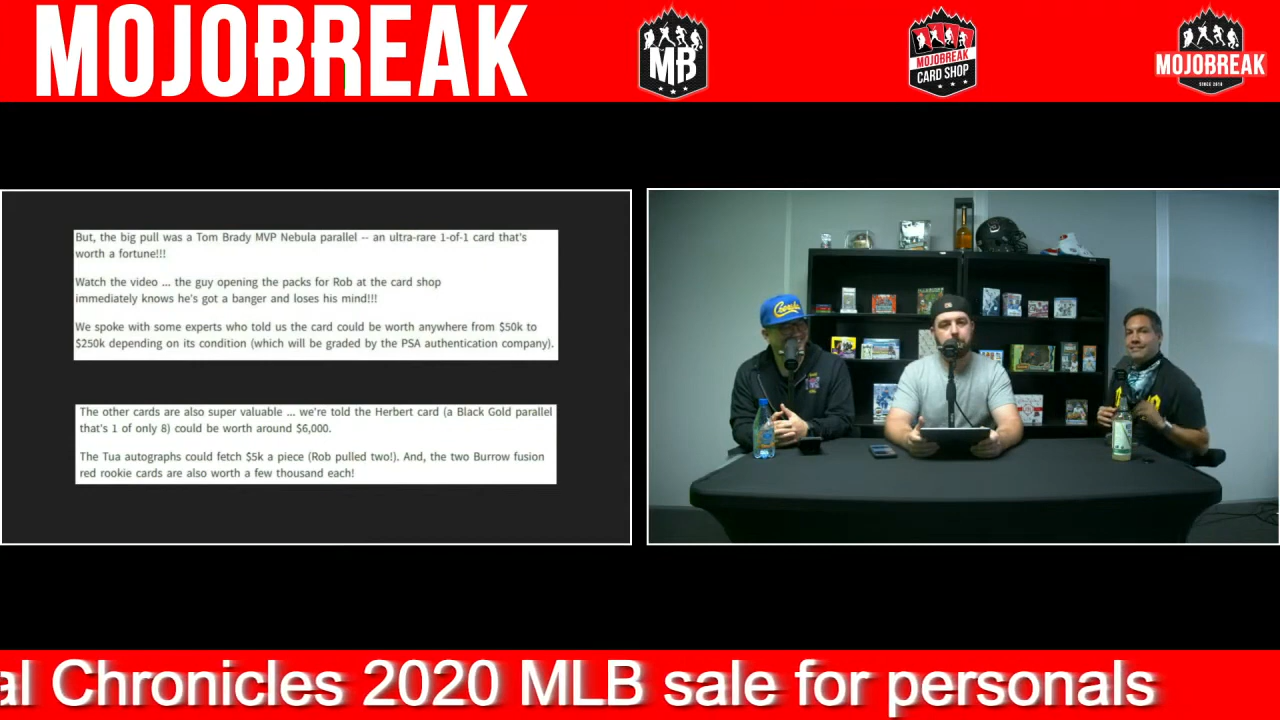 MOJOBREAK
MB
MOJOBREAK
CARD SHOP
MOJOBREAK
SINCE 2010
But, the big pull was a Tom Brady MVP Nebula parallel -- an ultra-rare 1-of-1 card that's
worth a fortune!!!
Watch the video ... the guy opening the packs for Rob at the card shop
immediately knows he's got a banger and loses his mind!!!
We spoke with some experts who told us the card could be worth anywhere from $50k to
$250k depending on its condition (which will be graded by the PSA authentication company).
The other cards are also super valuable ... we're told the Herbert card (a Black Gold parallel
that's 1 of only 8) could be worth around $6,000.
The Tua autographs could fetch $5k a piece (Rob pulled two!). And, the two Burrow fusion
red rookie cards are also worth a few thousand each!
al Chronicles 2020 MLB sale for personals